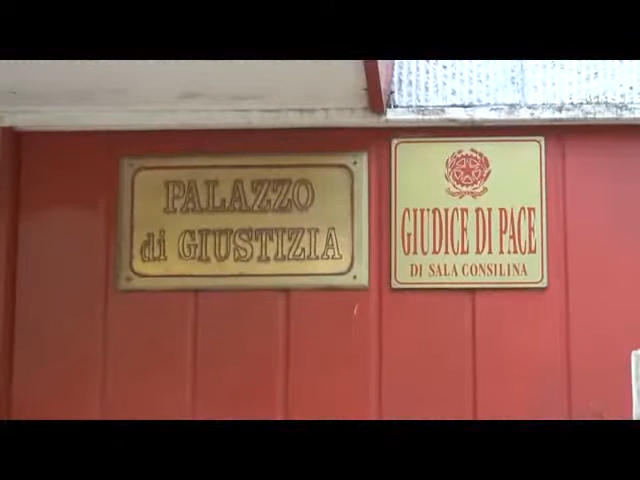 PALAZZO
di GIUSTIZIA
GIUDICE DI PACE
DI SALA CONSILINA